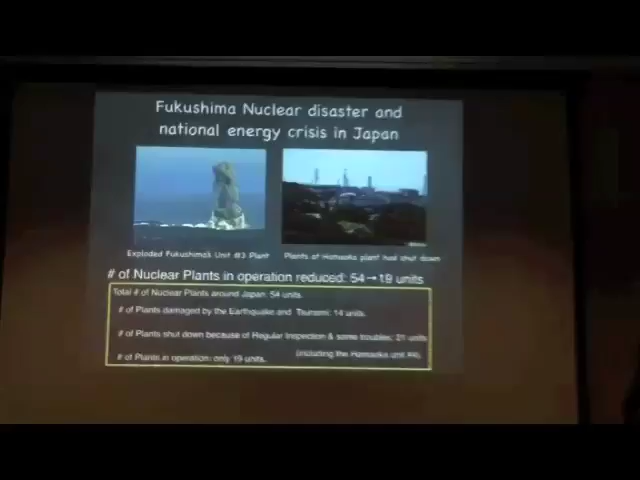 Fukushima Nuclear disaster and
national energy crisis in Japan
Exploded Fukushima's Unit #3 Plant
Plants at Hamaoka plant had shut down
# of Nuclear Plants in operation reduced: 54→19 units
Total # of Nuclear Plants around Japan: 54 units.
# of Plants damaged by the Earthquake and Tsunami: 14 units.
# of Plants shut down because of Regular Inspection & some troubles: 21 units
(including the Hamaoka unit #4).
# of Plants in operation: only 19 units.